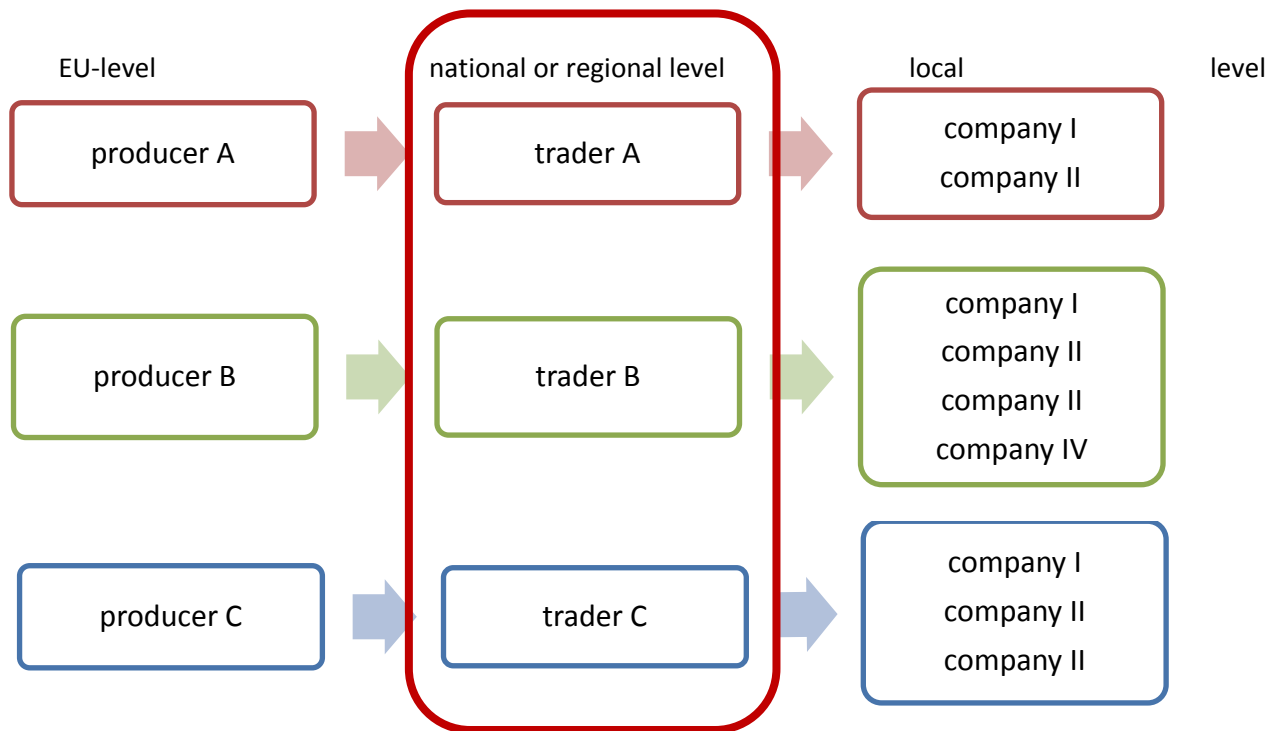 EU-level national or regional level local level
producer A
trader A
company I
company II
producer B
trader B
company I
company II
company II
company IV
producer C
trader C
company I
company II
company II